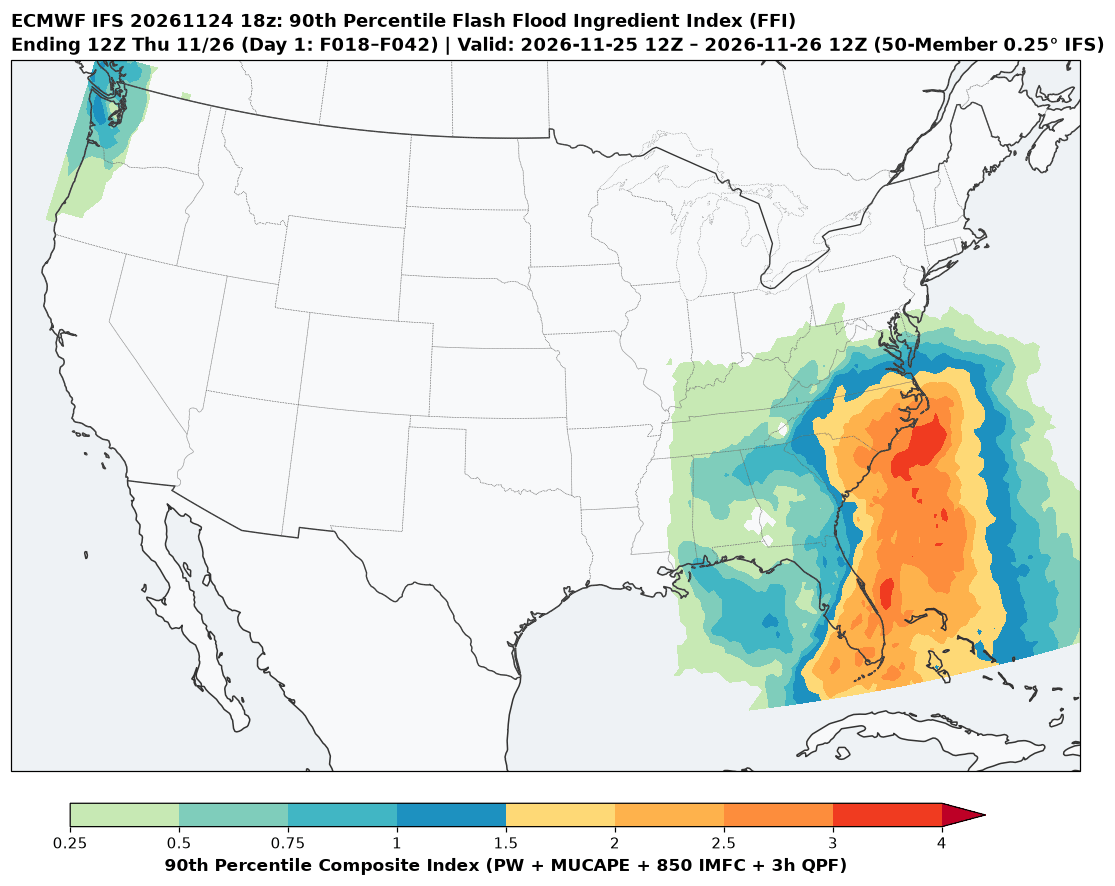 ECMWF IFS 20261124 18z: 90th Percentile Flash Flood Ingredient Index (FFI)
Ending 12Z Thu 11/26 (Day 1: F018–F042) | Valid: 2026-11-25 12Z – 2026-11-26 12Z (50-Member 0.25° IFS)
0.25 0.5 0.75 1 1.5 2 2.5 3 4
90th Percentile Composite Index (PW + MUCAPE + 850 IMFC + 3h QPF)